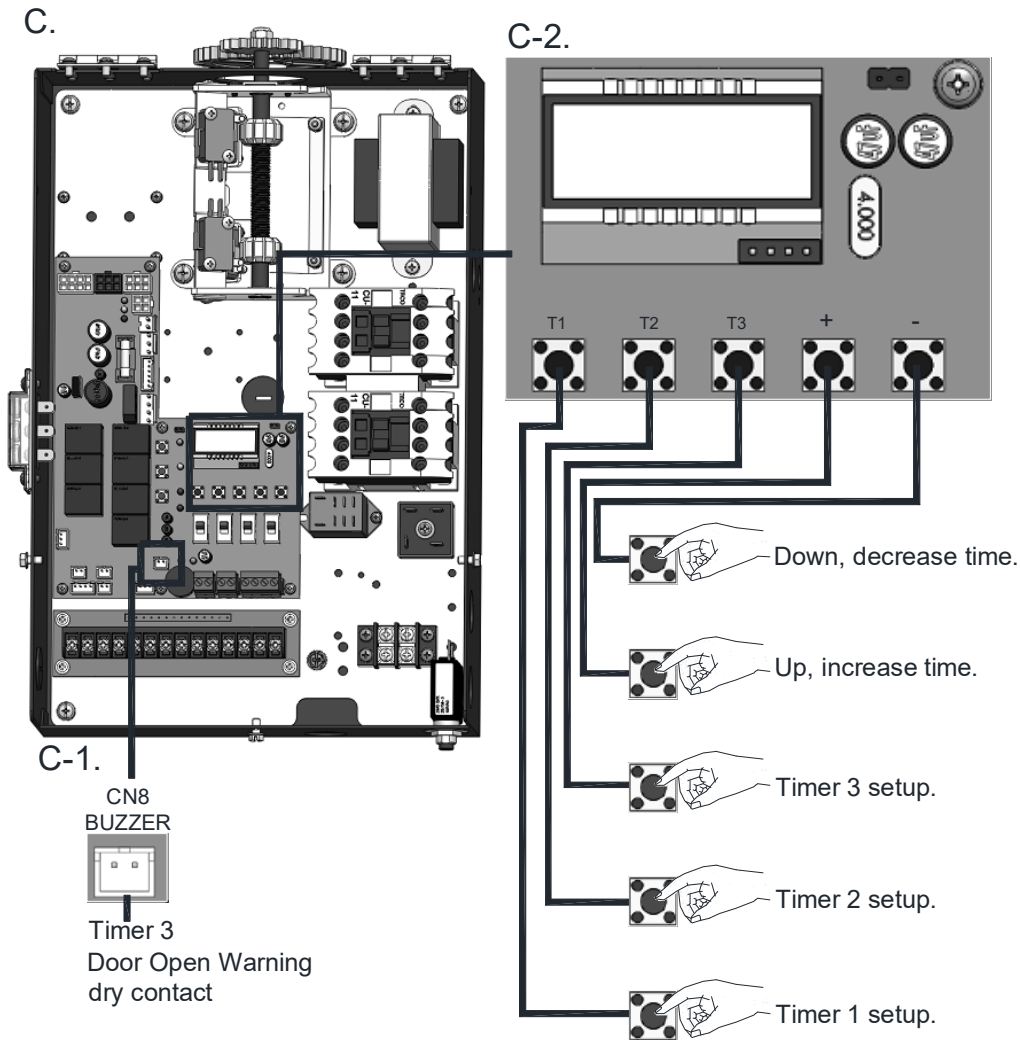 C.
C-2.
4.000
T1
T2
T3
+
-
Down, decrease time.
Up, increase time.
Timer 3 setup.
Timer 2 setup.
Timer 1 setup.
C-1.
CN8
BUZZER
Timer 3
Door Open Warning
dry contact